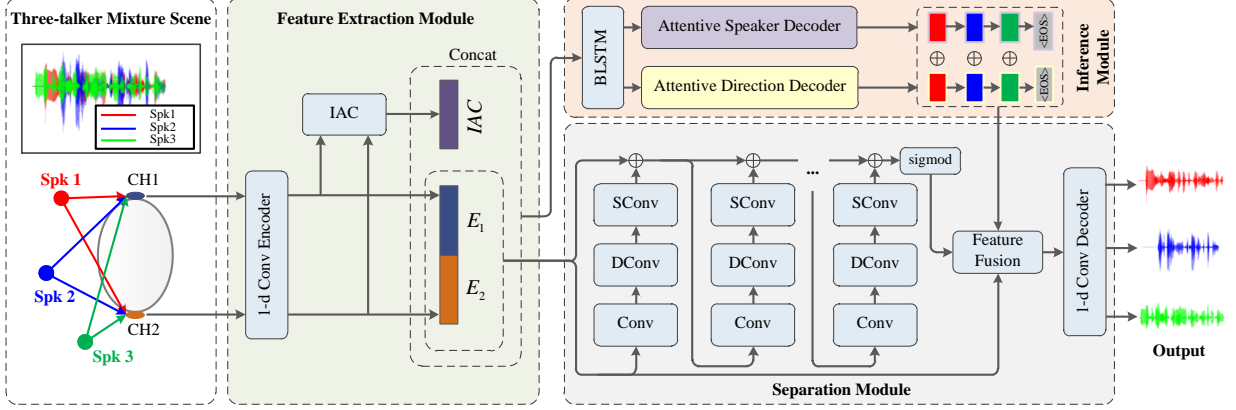 Three-talker Mixture Scene
Spk1
Spk2
Spk3
Spk 1
CH1
Spk 2
CH2
Spk 3
Feature Extraction Module
Concat
IAC
IAC
1-d Conv Encoder
E1
E2
BLSTM
Attentive Speaker Decoder
<EOS>
Attentive Direction Decoder
<EOS>
Inference
Module
sigmod
...
SConv
SConv
SConv
DConv
DConv
DConv
Conv
Conv
Conv
Feature
Fusion
1-d Conv Decoder
Separation Module
Output